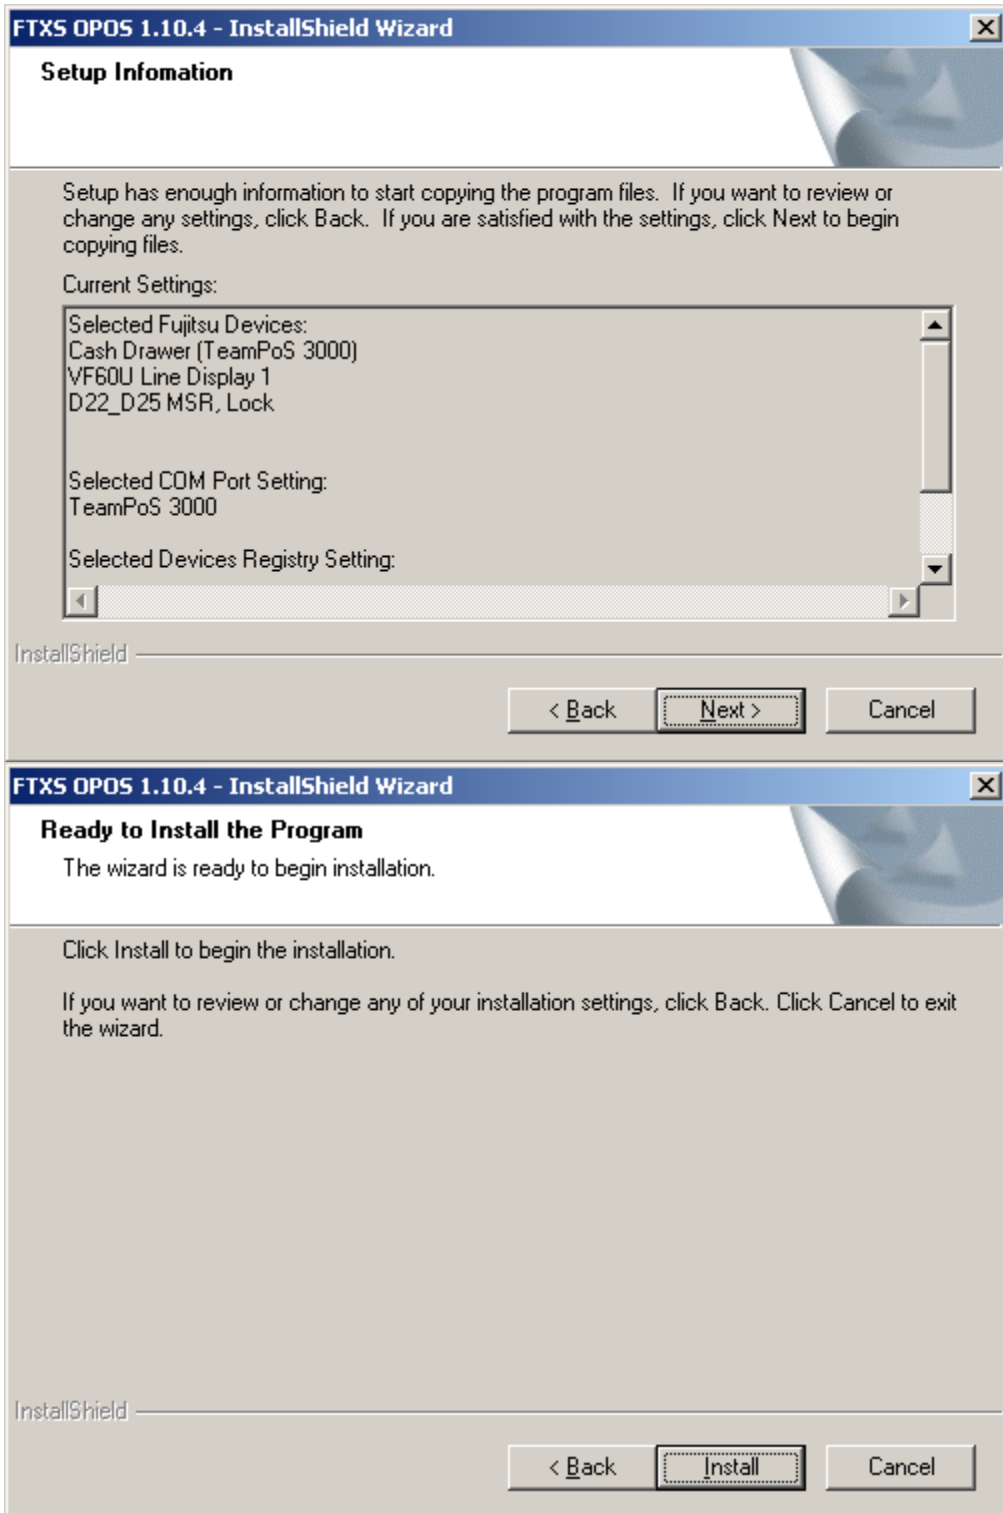 FTXS OPOS 1.10.4 - InstallShield Wizard
Setup Infomation
Setup has enough information to start copying the program files.  If you want to review or
change any settings, click Back.  If you are satisfied with the settings, click Next to begin
copying files.
Current Settings:
Selected Fujitsu Devices:
Cash Drawer (TeamPoS 3000)
VF60U Line Display 1
D22_D25 MSR, Lock
Selected COM Port Setting:
TeamPoS 3000
Selected Devices Registry Setting:
InstallShield
< Back
Next >
Cancel
FTXS OPOS 1.10.4 - InstallShield Wizard
Ready to Install the Program
The wizard is ready to begin installation.
Click Install to begin the installation.
If you want to review or change any of your installation settings, click Back. Click Cancel to exit
the wizard.
InstallShield
< Back
Install
Cancel